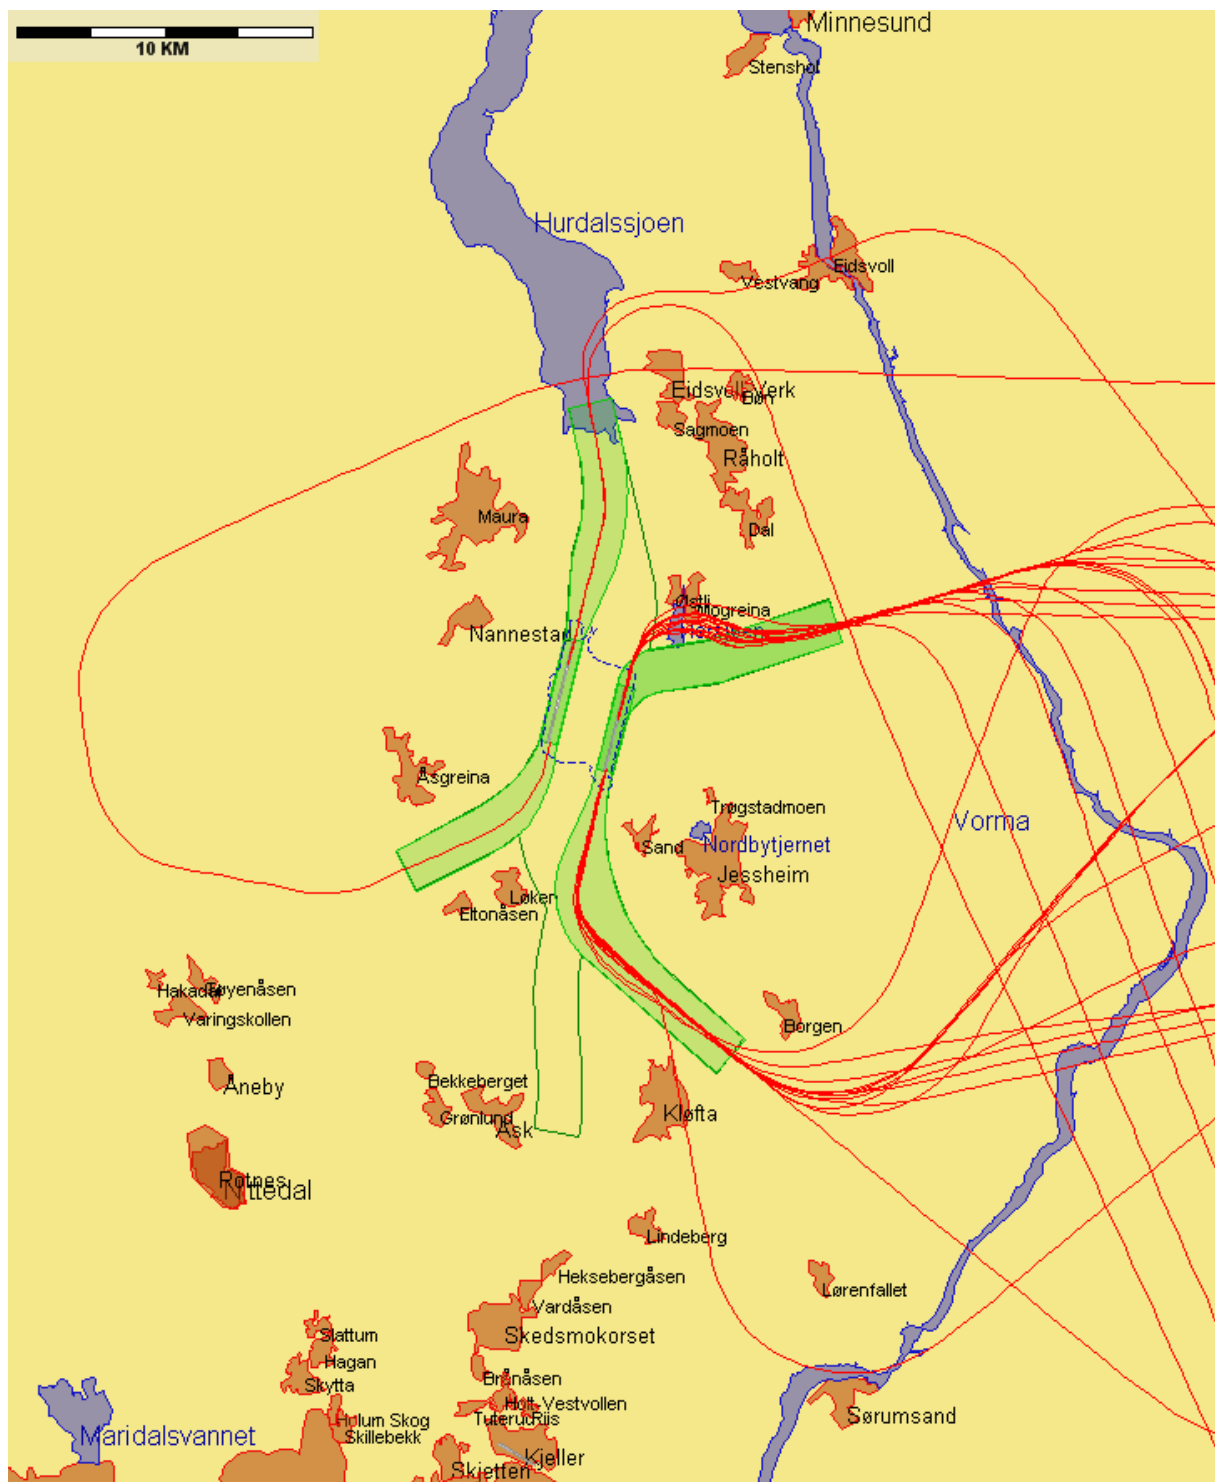 10 KM
Minnesund
Stenshol
Hurdalssjoen
Eidsvoll
Vestvang
Eidsvoll Verk
Bøn
Sagmoen
Råholt
Maura
Dal
Østli
Mogreina
Nannestad
Åsgreina
Trøgstadmoen
Vorma
Sand
Nordbytjernet
Jessheim
Løken
Eltonåsen
Hakadal
Tøyenåsen
Varingskollen
Borgen
Åneby
Bekkeberget
Grønlund
Ask
Kløfta
Rotnes
Nittedal
Lindeberg
Heksebergåsen
Lørenfallet
Vardåsen
Slattum
Skedsmokorset
Hagan
Skytta
Brånåsen
Holt-Vestvollen
Holum Skog
Tuterud
Riis
Sørumsand
Maridalsvannet
Skillebekk
Kjeller
Skjetten